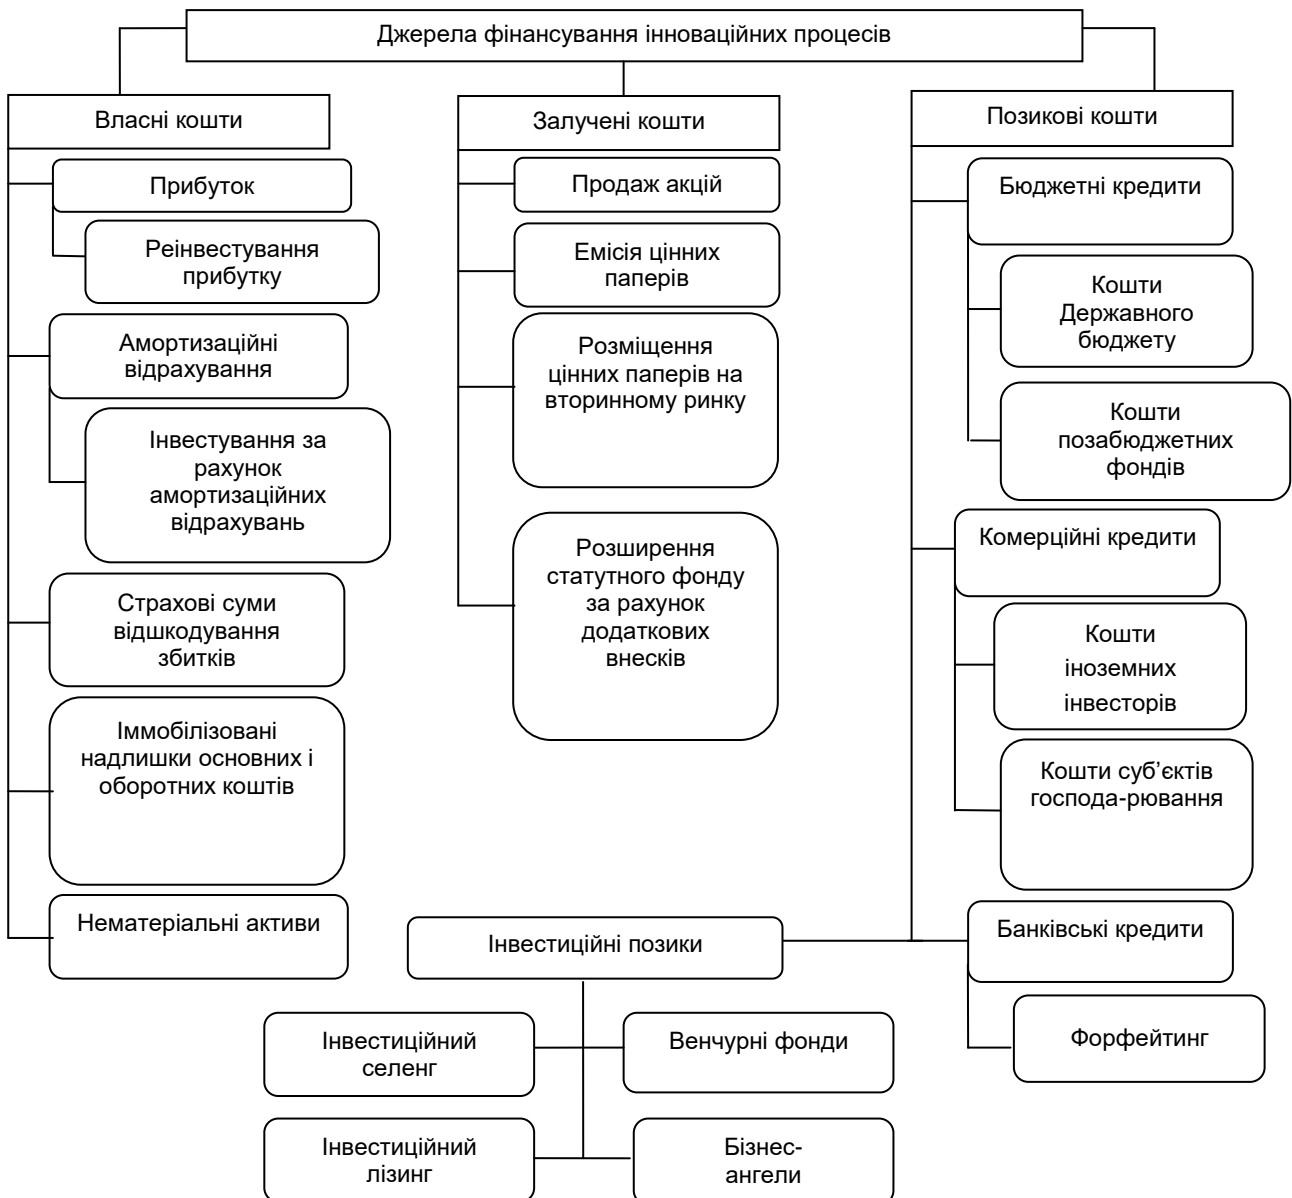 Джерела фінансування інноваційних процесів
Власні кошти
Прибуток
Реінвестування
прибутку
Амортизаційні
відрахування
Інвестування за
рахунок
амортизаційних
відрахувань
Страхові суми
відшкодування
збитків
Іммобілізовані
надлишки основних і
оборотних коштів
Нематеріальні активи
Залучені кошти
Продаж акцій
Емісія цінних
паперів
Розміщення
цінних паперів на
вторинному ринку
Розширення
статутного фонду
за рахунок
додаткових
внесків
Позикові кошти
Бюджетні кредити
Кошти
Державного
бюджету
Кошти
позабюджетних
фондів
Комерційні кредити
Кошти
іноземних
інвесторів
Кошти суб’єктів
господа-рювання
Банківські кредити
Форфейтинг
Інвестиційні позики
Інвестиційний
селенг
Венчурні фонди
Інвестиційний
лізинг
Бізнес-
ангели